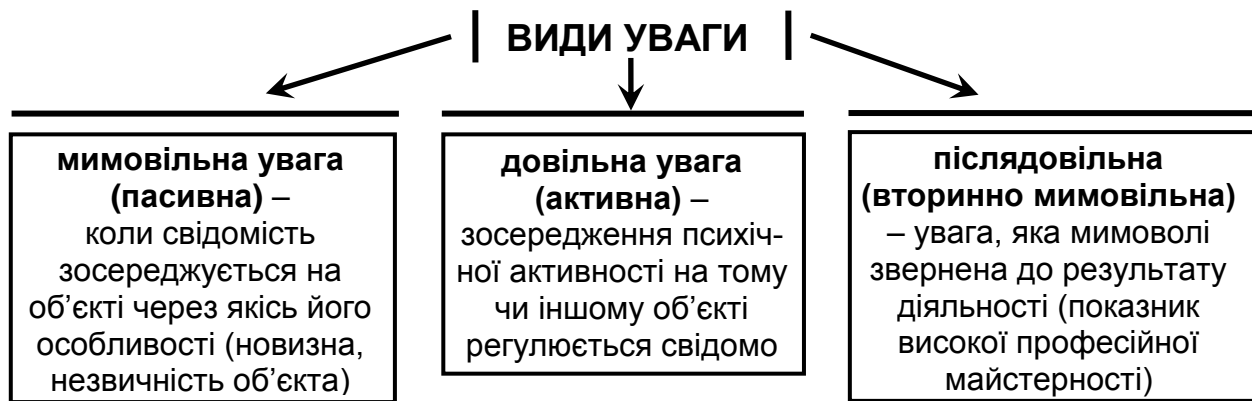 ВИДИ УВАГИ
мимовільна увага
(пасивна) –
коли свідомість
зосереджується на
об’єкті через якісь його
особливості (новизна,
незвичність об’єкта)
довільна увага
(активна) –
зосередження психіч-
ної активності на тому
чи іншому об’єкті
регулюється свідомо
післядовільна
(вторинно мимовільна)
– увага, яка мимоволі
звернена до результату
діяльності (показник
високої професійної
майстерності)